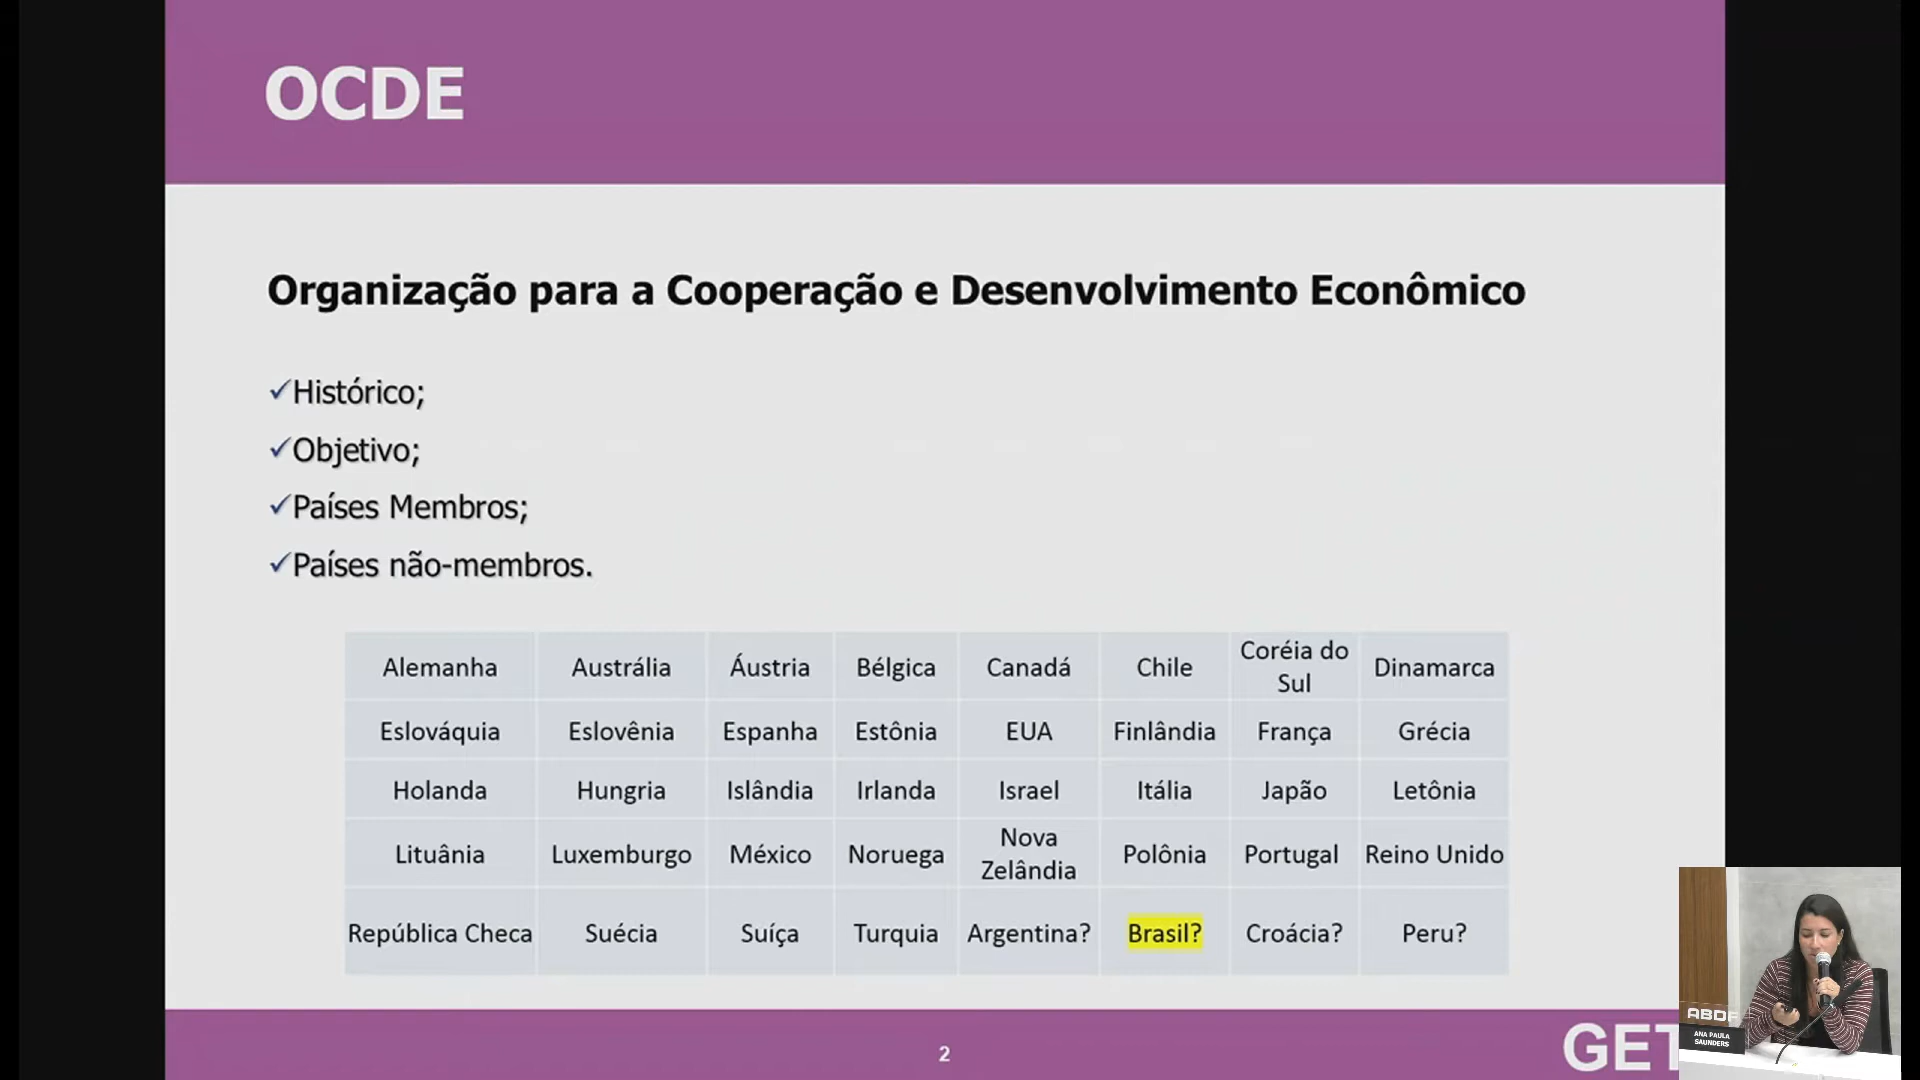 OCDE
Organização para a Cooperação e Desenvolvimento Econômico
✓Histórico;
✓Objetivo;
✓Países Membros;
✓Países não-membros.
Alemanha Austrália Áustria Bélgica Canadá Chile Coréia do Sul Dinamarca
Eslováquia Eslovênia Espanha Estônia EUA Finlândia França Grécia
Holanda Hungria Islândia Irlanda Israel Itália Japão Letônia
Lituânia Luxemburgo México Noruega Nova Zelândia Polônia Portugal Reino Unido
República Checa Suécia Suíça Turquia Argentina? Brasil? Croácia? Peru?
2
GET
ABDF
ANA PAULA
SAUNDERS